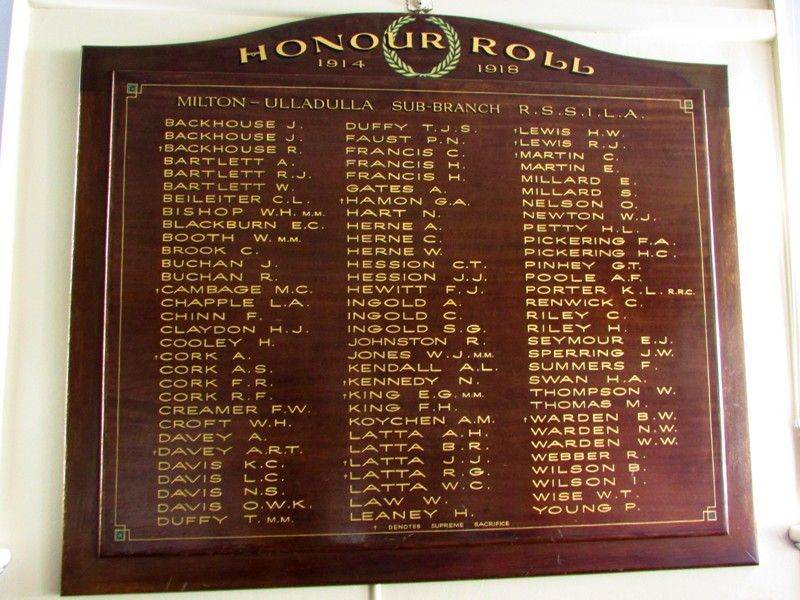 HONOUR ROLL
1914 1918
MILTON - ULLADULLA SUB-BRANCH R.S.S.I.L.A.
BACKHOUSE J.
BACKHOUSE J.
†BACKHOUSE R.
BARTLETT A.
BARTLETT R.J.
BARTLETT W.
BEILEITER C.L.
BISHOP W.H. M.M.
BLACKBURN E.C.
BOOTH W. M.M.
BROOK C.
BUCHAN J.
BUCHAN R.
†CAMBAGE M.C.
CHAPPLE L.A.
CHINN F.
CLAYDON H.J.
COOLEY H.
†CORK A.
CORK A.S.
CORK F.R.
CORK R.F.
CREAMER F.W.
CROFT W.H.
DAVEY A.
†DAVEY A.R.T.
DAVIS K.C.
DAVIS L.C.
DAVIS N.S.
DAVIS O.W.K.
DUFFY T. M.M.
DUFFY T.J.S.
FAUST P.N.
FRANCIS C.
FRANCIS H.
FRANCIS H.
GATES A.
†HAMON G.A.
HART N.
HERNE A.
HERNE C.
HERNE W.
HESSION C.T.
HESSION J.J.
HEWITT F.J.
INGOLD A.
INGOLD C.
INGOLD S.G.
JOHNSTON R.
JONES W.J. M.M.
KENDALL A.L.
†KENNEDY N.
†KING E.G. M.M.
KING F.H.
KOYCHEN A.M.
LATTA A.H.
LATTA B.R.
†LATTA J.J.
†LATTA R.G.
LATTA W.C.
LAW W.
LEANEY H.
†LEWIS H.W.
†LEWIS R.J.
†MARTIN C.
MARTIN E.
MILLARD E.
MILLARD S.
NELSON O.
NEWTON W.J.
PETTY H.L.
PICKERING F.A.
PICKERING H.C.
PINHEY G.T.
POOLE A.F.
PORTER K.L. R.R.C.
RENWICK C.
RILEY C.
RILEY H.
SEYMOUR E.J.
SPERRING J.W.
SUMMERS F.
SWAN H.A.
THOMPSON W.
THOMAS M.
†WARDEN B.W.
WARDEN N.W.
WARDEN W.W.
WEBBER R.
WILSON B.
WILSON I.
WISE W.T.
YOUNG P.
† DENOTES SUPREME SACRIFICE